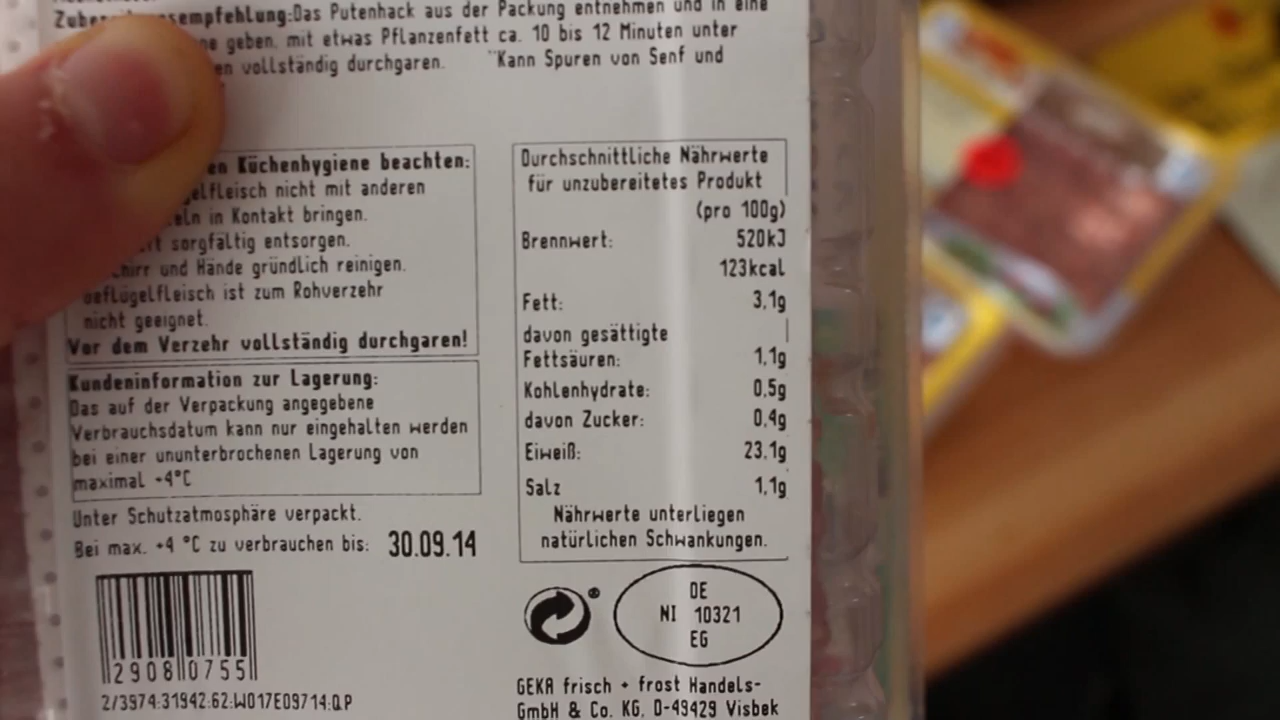 empfehlung:Das Putenhack aus der Packung entnehmen und in eine
geben, mit etwas Pflanzenfett ca. 10 bis 12 Minuten unter
vollständig durchgaren. "Kann Spuren von Senf und
Küchenhygiene beachten:
nicht mit anderen
in Kontakt bringen.
sorgfältig entsorgen.
und Hände gründlich reinigen.
Geflügelfleisch ist zum Rohverzehr
nicht geeignet.
Vor dem Verzehr vollständig durchgaren!
Kundeninformation zur Lagerung:
Das auf der Verpackung angegebene
Verbrauchsdatum kann nur eingehalten werden
bei einer ununterbrochenen Lagerung von
maximal +4°C
Unter Schutzatmosphäre verpackt.
Bei max. +4 °C zu verbrauchen bis: 30.09.14
29080755
2/3974:31942:62:W017E09714:QP
Durchschnittliche Nährwerte
für unzubereitetes Produkt
(pro 100g)
Brennwert: 520kJ
123kcal
Fett: 3,1g
davon gesättigte
Fettsäuren: 1,1g
Kohlenhydrate: 0,5g
davon Zucker: 0,4g
Eiweiß: 23,1g
Salz 1,1g
Nährwerte unterliegen
natürlichen Schwankungen.
®
DE
NI 10321
EG
GEKA frisch + frost Handels-
GmbH & Co. KG, D-49429 Visbek